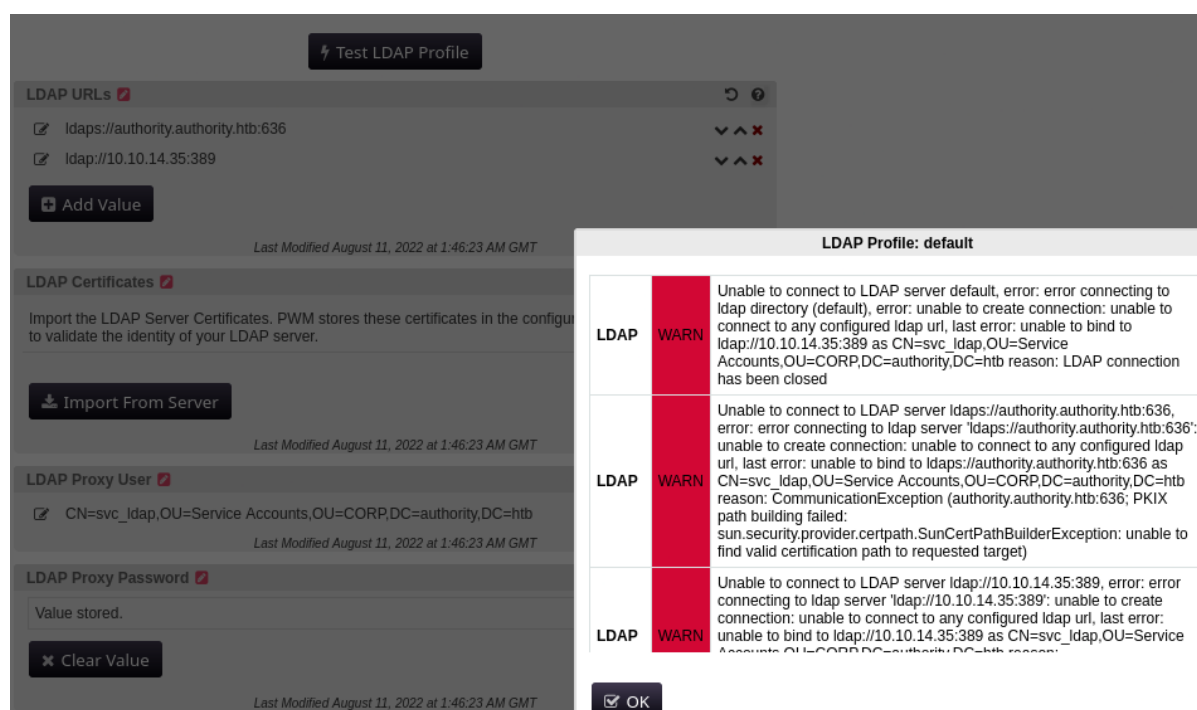 Test LDAP Profile
LDAP URLs
ldaps://authority.authority.htb:636
ldap://10.10.14.35:389
Add Value
Last Modified August 11, 2022 at 1:46:23 AM GMT
LDAP Certificates
Import the LDAP Server Certificates. PWM stores these certificates in the
to validate the identity of your LDAP server.
Import From Server
Last Modified August 11, 2022 at 1:46:23 AM GMT
LDAP Proxy User
CN=svc_ldap,OU=Service Accounts,OU=CORP,DC=authority,DC=htb
Last Modified August 11, 2022 at 1:46:23 AM GMT
LDAP Proxy Password
Value stored.
Clear Value
Last Modified August 11, 2022 at 1:46:23 AM GMT
LDAP Profile: default
LDAP
WARN
Unable to connect to LDAP server default, error: error connecting to
ldap directory (default), error: unable to create connection: unable to
connect to any configured ldap url, last error: unable to bind to
ldap://10.10.14.35:389 as CN=svc_ldap,OU=Service
Accounts,OU=CORP,DC=authority,DC=htb reason: LDAP connection
has been closed
LDAP
WARN
Unable to connect to LDAP server ldaps://authority.authority.htb:636,
error: error connecting to ldap server 'ldaps://authority.authority.htb:636':
unable to create connection: unable to connect to any configured ldap
url, last error: unable to bind to ldaps://authority.authority.htb:636 as
CN=svc_ldap,OU=Service Accounts,OU=CORP,DC=authority,DC=htb
reason: CommunicationException (authority.authority.htb:636; PKIX
path building failed:
sun.security.provider.certpath.SunCertPathBuilderException: unable to
find valid certification path to requested target)
LDAP
WARN
Unable to connect to LDAP server ldap://10.10.14.35:389, error: error
connecting to ldap server 'ldap://10.10.14.35:389': unable to create
connection: unable to connect to any configured ldap url, last error:
unable to bind to ldap://10.10.14.35:389 as CN=svc_ldap,OU=Service
Accounts,OU=CORP,DC=authority,DC=htb reason:
OK